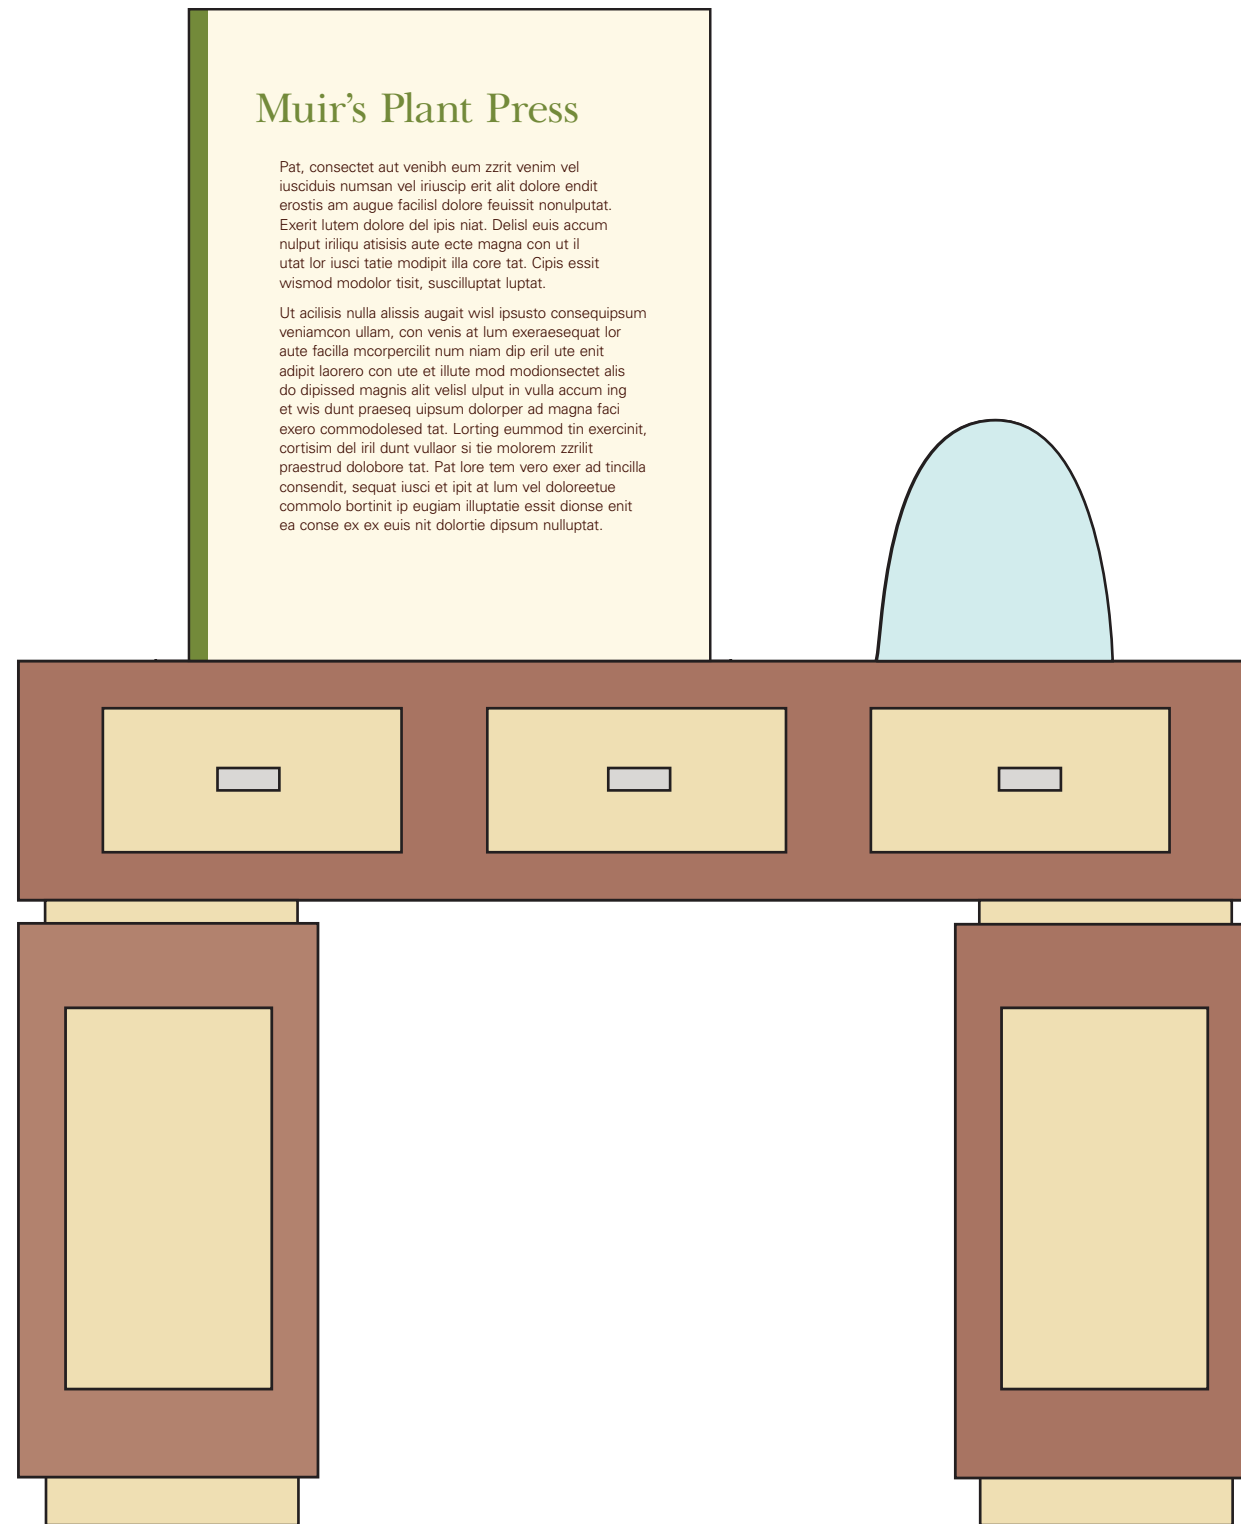 Muir’s Plant Press
Pat, consectet aut venibh eum zzrit venim vel
iusciduis numsan vel iriuscip erit alit dolore endit
erostis am augue facilisl dolore feuissit nonulputat.
Exerit lutem dolore del ipis niat. Delisl euis accum
nulput iriliqu atisisis aute ecte magna con ut il
utat lor iusci tatie modipit illa core tat. Cipis essit
wismod modolor tisit, suscilluptat luptat.
Ut acilisis nulla alissis augait wisl ipsusto consequipsum
veniamcon ullam, con venis at lum exeraesequat lor
aute facilla mcorpercilit num niam dip eril ute enit
adipit laorero con ute et illute mod modionsectet alis
do dipissed magnis alit velisl ulput in vulla accum ing
et wis dunt praeseq uipsum dolorper ad magna faci
exero commodolesed tat. Lorting eummod tin exercinit,
cortisim del iril dunt vullaor si tie molorem zzrilit
praestrud dolobore tat. Pat lore tem vero exer ad tincilla
consendit, sequat iusci et ipit at lum vel doloreetue
commolo bortinit ip eugiam illuptatie essit dionse enit
ea conse ex ex euis nit dolortie dipsum nulluptat.